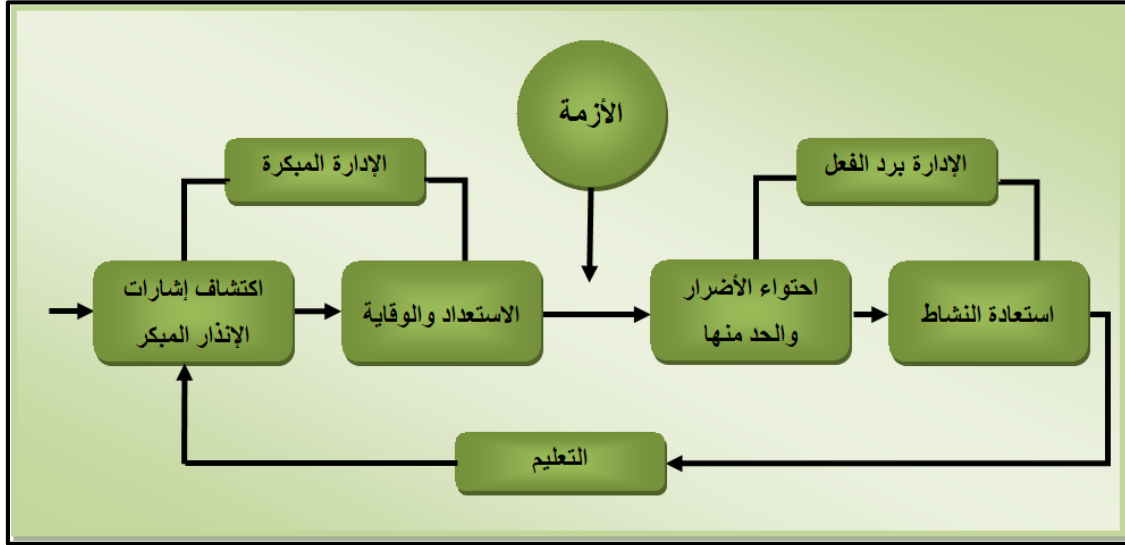 الأزمة
الإدارة المبكرة
الإدارة برد الفعل
اكتشاف إشارات
الإنذار المبكر
الاستعداد والوقاية
احتواء الأضرار
والحد منها
استعادة النشاط
التعليم